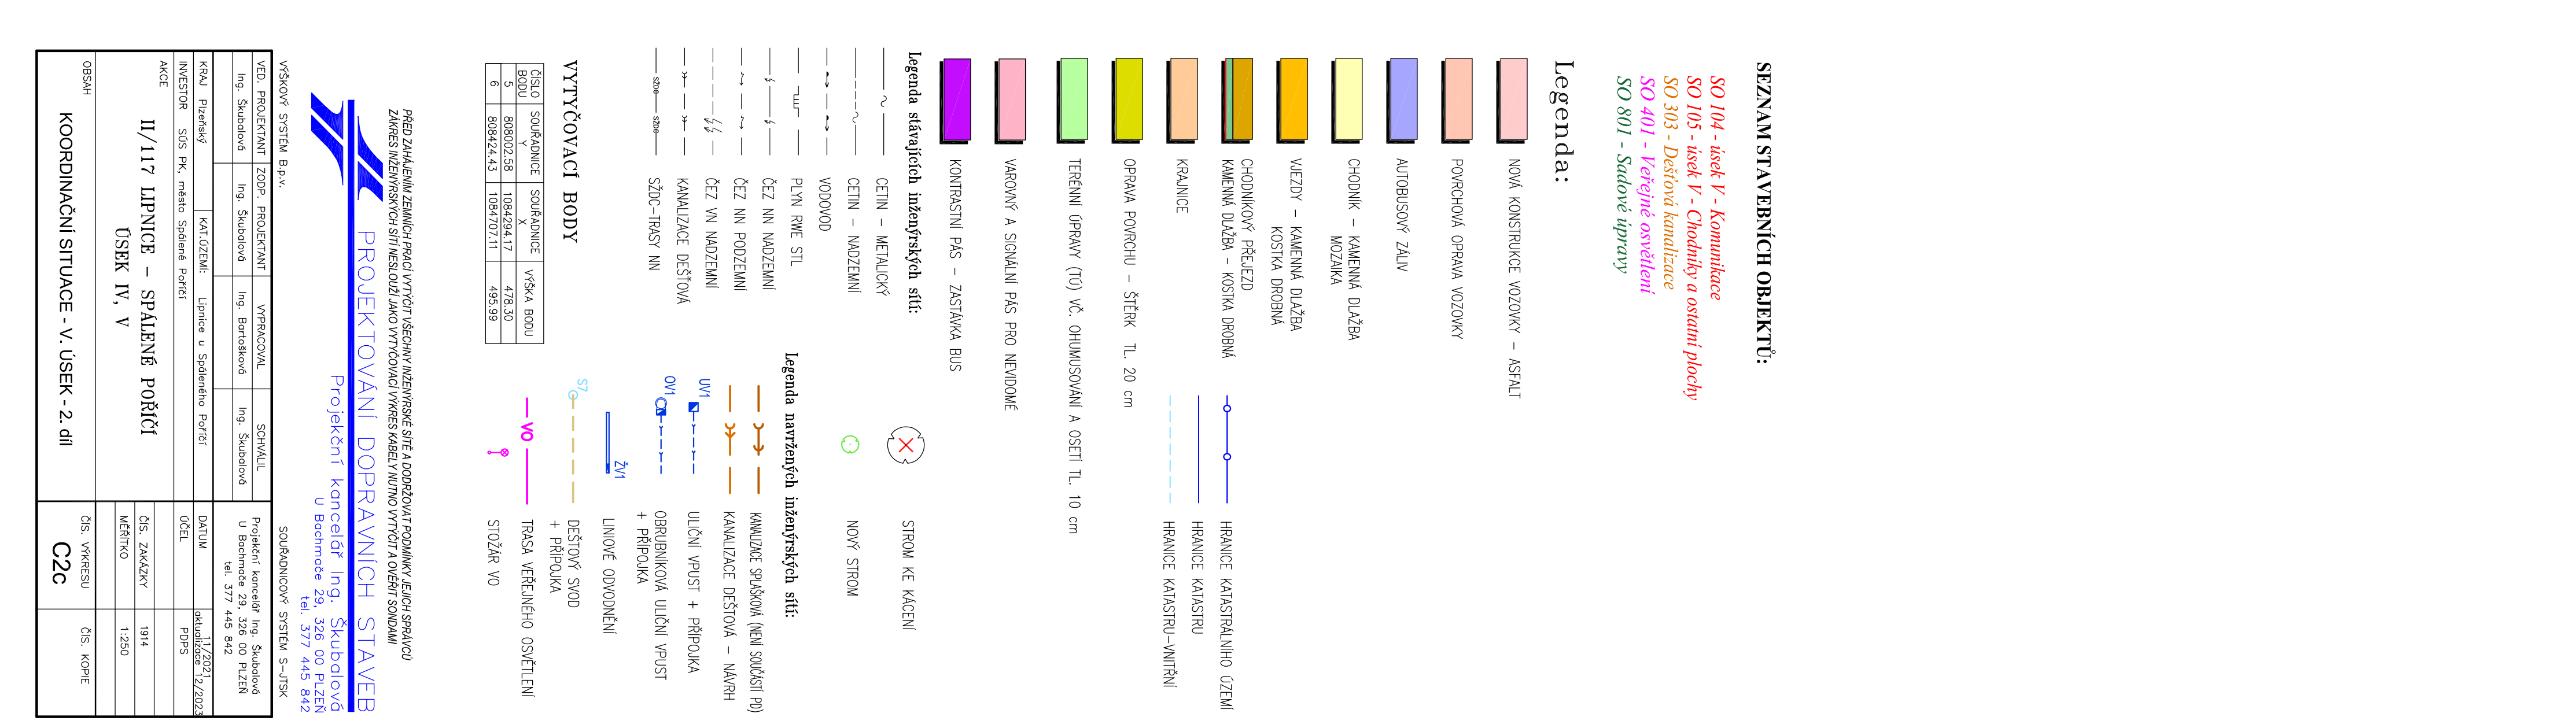 SEZNAM STAVEBNÍCH OBJEKTŮ:
SO 104 - úsek V - Komunikace
SO 105 - úsek V - Chodníky a ostatní plochy
SO 303 - Dešťová kanalizace
SO 401 - Veřejné osvětlení
SO 801 - Sadové úpravy
Legenda:
NOVÁ KONSTRUKCE VOZOVKY – ASFALT
POVRCHOVÁ OPRAVA VOZOVKY
AUTOBUSOVÝ ZÁLIV
CHODNÍK – KAMENNÁ DLAŽBA
MOZAIKA
VJEZDY – KAMENNÁ DLAŽBA
KOSTKA DROBNÁ
CHODNÍKOVÝ PŘEJEZD
KAMENNÁ DLAŽBA – KOSTKA DROBNÁ
KRAJNICE
OPRAVA POVRCHU – ŠTĚRK TL. 20 cm
TERÉNNÍ ÚPRAVY (TÚ) VČ. OHUMUSOVÁNÍ A OSETÍ TL. 10 cm
VAROVNÝ A SIGNÁLNÍ PÁS PRO NEVIDOMÉ
KONTRASTNÍ PÁS – ZASTÁVKA BUS
HRANICE KATASTRÁLNÍHO ÚZEMÍ
HRANICE KATASTRU
HRANICE KATASTRU–VNITŘNÍ
STROM KE KÁCENÍ
NOVÝ STROM
Legenda stávajících inženýrských sítí:
CETIN – METALICKÝ
CETIN – NADZEMNÍ
VODOVOD
PLYN RWE STL
ČEZ NN NADZEMNÍ
ČEZ NN PODZEMNÍ
ČEZ VN NADZEMNÍ
KANALIZACE DEŠŤOVÁ
SŽDC SŽDC SŽDC–TRASY NN
Legenda navržených inženýrských sítí:
KANALIZACE SPLAŠKOVÁ (NENÍ SOUČÁSTÍ PD)
KANALIZACE DEŠŤOVÁ – NÁVRH
UV1 ULIČNÍ VPUST + PŘÍPOJKA
OV1 OBRUBNÍKOVÁ ULIČNÍ VPUST
+ PŘÍPOJKA
ŽV1 LINIOVÉ ODVODNĚNÍ
S7 DEŠŤOVÝ SVOD
+ PŘÍPOJKA
VO TRASA VEŘEJNÉHO OSVĚTLENÍ
STOŽÁR VO
VYTYČOVACÍ BODY
ČÍSLO BODU SOUŘADNICE Y SOUŘADNICE X VÝŠKA BODU
5 808002.58 1084294.17 478.30
6 808424.43 1084707.11 495.99
PŘED ZAHÁJENÍM ZEMNÍCH PRACÍ VYTÝČIT VŠECHNY INŽENÝRSKÉ SÍTĚ A DODRŽOVAT PODMÍNKY JEJICH SPRÁVCŮ
ZÁKRES INŽENÝRSKÝCH SÍTÍ NESLOUŽÍ JAKO VYTYČOVACÍ VÝKRES KABELY NUTNO VYTÝČIT A OVĚŘIT SONDAMI
PROJEKTOVÁNÍ DOPRAVNÍCH STAVEB
Projekční kancelář Ing. Škubalová
U Bachmače 29, 326 00 PLZEŇ
tel. 377 445 842
VÝŠKOVÝ SYSTÉM B.p.v. SOUŘADNICOVÝ SYSTÉM S–JTSK
VED. PROJEKTANT ZODP. PROJEKTANT VYPRACOVAL SCHVÁLIL
Ing. Škubalová Ing. Škubalová Ing. Bartošková Ing. Škubalová
Projekční kancelář Ing. Škubalová
U Bachmače 29, 326 00 PLZEŇ
tel. 377 445 842
KRAJ Plzeňský KAT.ÚZEMÍ: Lipnice u Spáleného Poříčí
INVESTOR SÚS PK, město Spálené Poříčí
AKCE
II/117 LIPNICE – SPÁLENÉ POŘÍČÍ
ÚSEK IV, V
OBSAH
KOORDINAČNÍ SITUACE - V. ÚSEK - 2. díl
DATUM 11/2021
aktualizace 12/2023
ÚČEL PDPS
ČÍS. ZAKÁZKY 1914
MĚŘÍTKO 1:250
ČÍS. VÝKRESU ČÍS. KOPIE
C2c